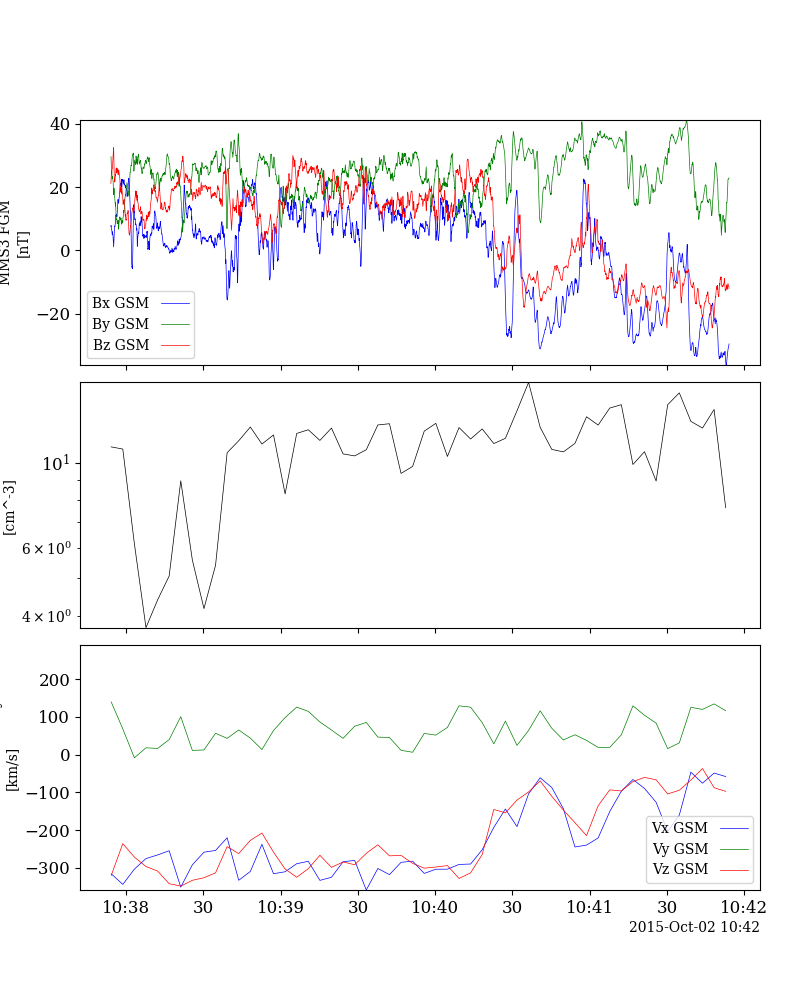 40
20
0
−20
MMS3 FGM
[nT]
Bx GSM
By GSM
Bz GSM
10¹
6 × 10⁰
4 × 10⁰
[cm^-3]
200
100
0
−100
−200
−300
[km/s]
Vx GSM
Vy GSM
Vz GSM
10:38 30 10:39 30 10:40 30 10:41 30 10:42
2015-Oct-02 10:42